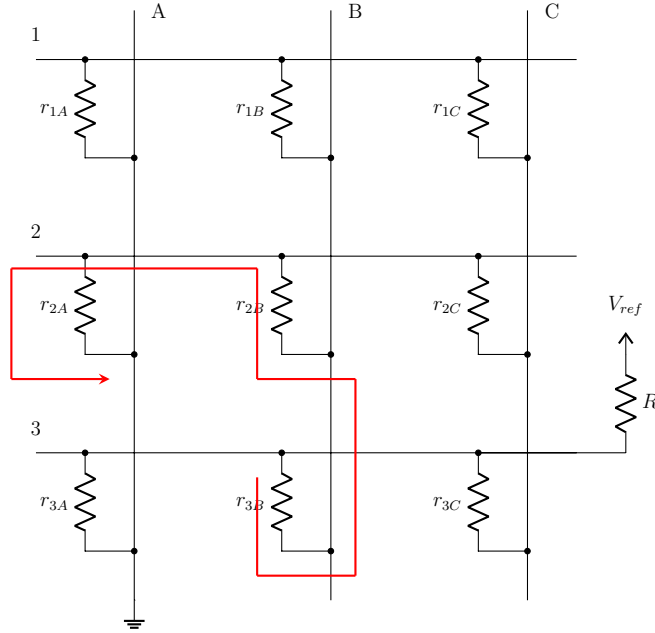 A B C
1
r1A r1B r1C
2
r2A r2B r2C
Vref
R
3
r3A r3B r3C